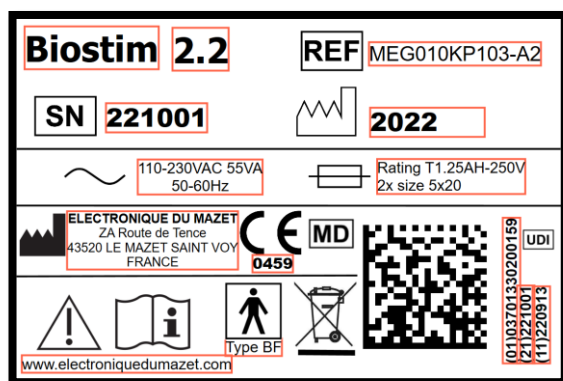 Biostim 2.2
REF MEG010KP103-A2
SN 221001
2022
110-230VAC 55VA
50-60Hz
Rating T1.25AH-250V
2x size 5x20
ELECTRONIQUE DU MAZET
ZA Route de Tence
43520 LE MAZET SAINT VOY
FRANCE
CE
0459
MD
UDI
(01)03701330200159
(21)221001
(11)220913
Type BF
www.electroniquedumazet.com